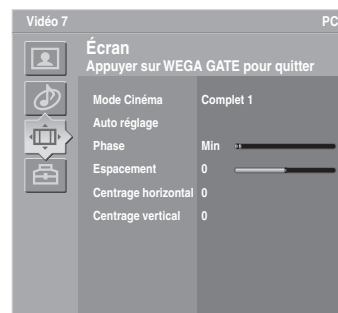 Vidéo 7 PC
Écran
Appuyer sur WEGA GATE pour quitter
Mode Cinéma Complet 1
Auto réglage
Phase Min
Espacement 0
Centrage horizontal 0
Centrage vertical 0